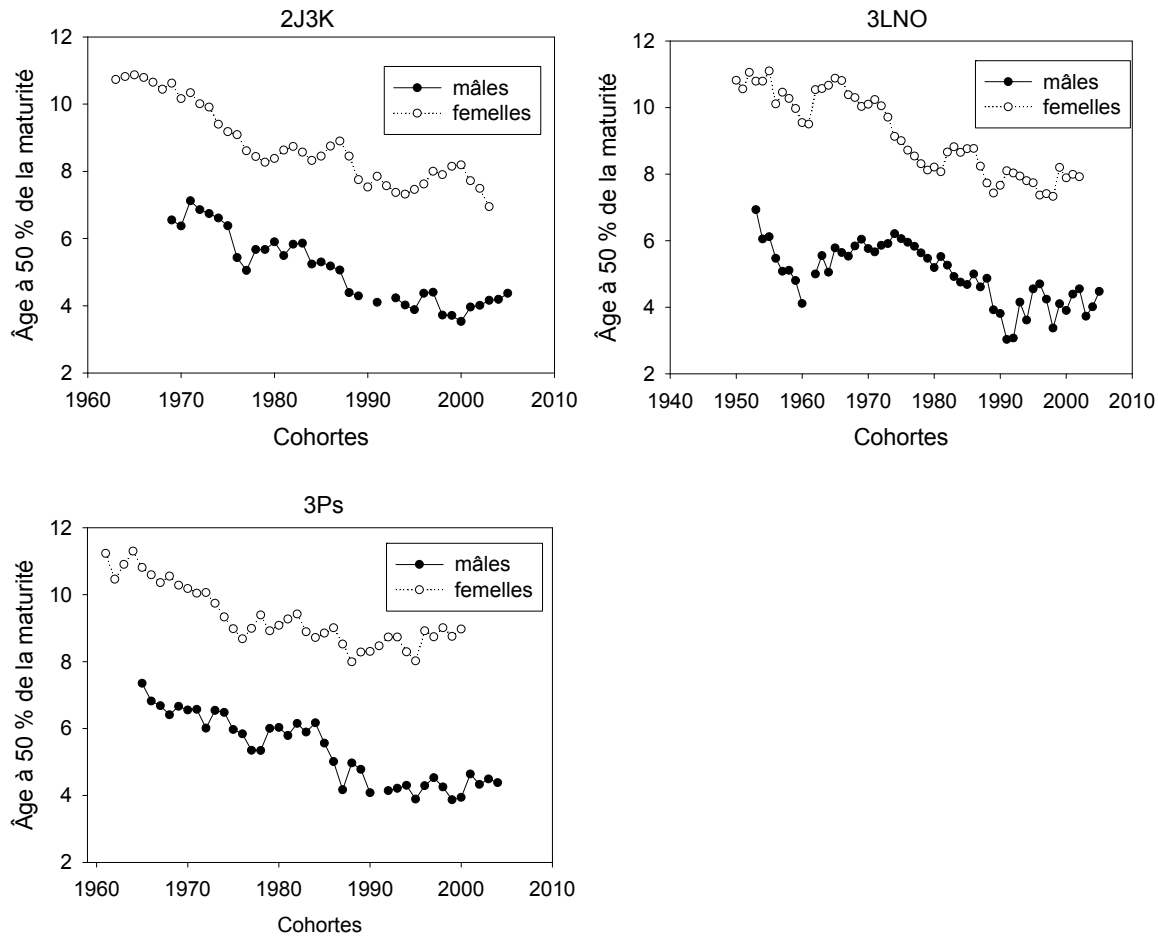 2J3K
Âge à 50 % de la maturité
12
10
8
6
4
2
mâles
femelles
1960 1970 1980 1990 2000 2010
Cohortes
3LNO
Âge à 50 % de la maturité
12
10
8
6
4
2
mâles
femelles
1940 1950 1960 1970 1980 1990 2000 2010
Cohortes
3Ps
Âge à 50 % de la maturité
12
10
8
6
4
2
mâles
femelles
1960 1970 1980 1990 2000 2010
Cohortes